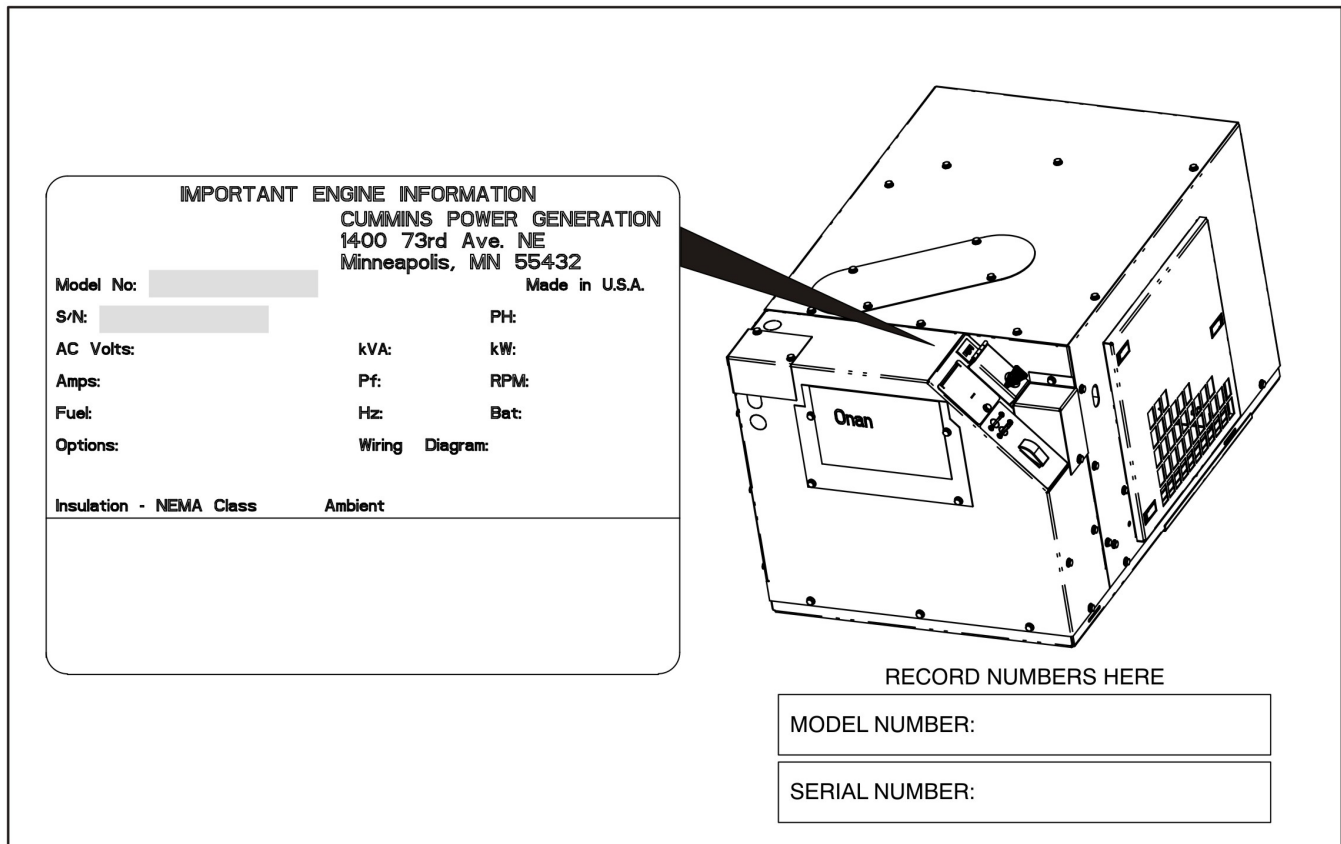 IMPORTANT ENGINE INFORMATION
CUMMINS POWER GENERATION
1400 73rd Ave. NE
Minneapolis, MN 55432
Model No:
Made in U.S.A.
S/N:
PH:
AC Volts:
kVA:
kW:
Amps:
Pf:
RPM:
Fuel:
Hz:
Bat:
Options:
Wiring Diagram:
Insulation - NEMA Class
Ambient
Onan
RECORD NUMBERS HERE
MODEL NUMBER:
SERIAL NUMBER: